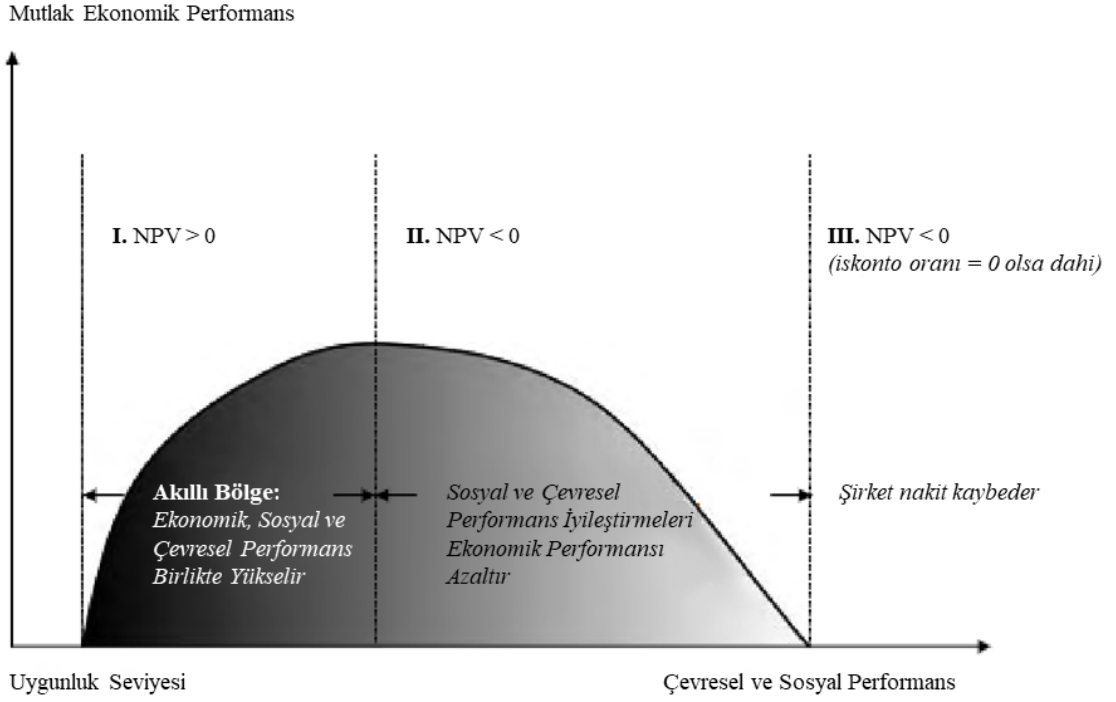 Mutlak Ekonomik Performans
I. NPV > 0
II. NPV < 0
III. NPV < 0
(iskonto oranı = 0 olsa dahi)
Akıllı Bölge:
Ekonomik, Sosyal ve
Çevresel Performans
Birlikte Yükselir
Sosyal ve Çevresel
Performans İyileştirmeleri
Ekonomik Performansı
Azaltır
Şirket nakit kaybeder
Uygunluk Seviyesi
Çevresel ve Sosyal Performans